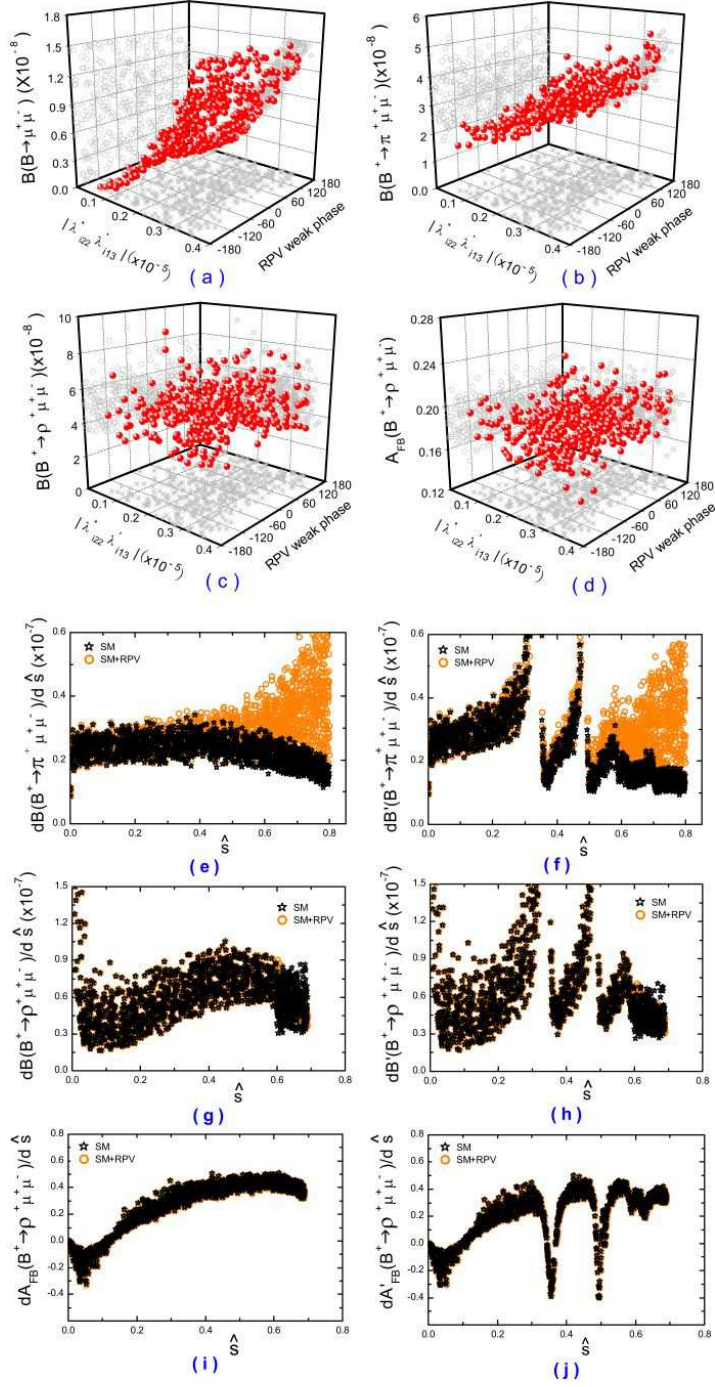 B(B→μ⁺μ⁻) (X10⁻⁸)
1.8
1.5
1.2
0.9
0.6
0.3
0.0
0.1
0.2
0.3
0.4
-180
-120
-60
0
60
120
180
| λ*i22 λ'i13 | (x10⁻⁵)
RPV weak phase
( a )
B(B⁺→π⁺μ⁺μ⁻)(x10⁻⁸)
6
5
4
3
2
1
0
0.1
0.2
0.3
0.4
-180
-120
-60
0
60
120
180
| λ*i22 λ'i13 | (x10⁻⁵)
RPV weak phase
( b )
B(B⁺→ρ⁺μ⁺μ⁻)(x10⁻⁸)
10
8
6
4
2
0
0.1
0.2
0.3
0.4
-180
-120
-60
0
60
120
180
| λ*i22 λ'i13 | (x10⁻⁵)
RPV weak phase
( c )
A_FB(B⁺→ρ⁺μ⁺μ⁻)
0.28
0.24
0.20
0.16
0.12
0.1
0.2
0.3
0.4
-180
-120
-60
0
60
120
180
| λ*i22 λ'i13 | (x10⁻⁵)
RPV weak phase
( d )
dB(B⁺→π⁺μ⁺μ⁻)/d ŝ (x10⁻⁷)
0.6
0.4
0.2
0.0
0.0 0.2 0.4 0.6 0.8
SM
SM+RPV
ŝ
( e )
dB'(B⁺→π⁺μ⁺μ⁻)/d ŝ (x10⁻⁷)
0.6
0.4
0.2
0.0
0.0 0.2 0.4 0.6 0.8
SM
SM+RPV
ŝ
( f )
dB(B⁺→ρ⁺μ⁺μ⁻)/d ŝ (x10⁻⁷)
1.5
1.2
0.9
0.6
0.3
0.0
0.0 0.2 0.4 0.6 0.8
SM
SM+RPV
ŝ
( g )
dB'(B⁺→ρ⁺μ⁺μ⁻)/d ŝ (x10⁻⁷)
1.5
1.2
0.9
0.6
0.3
0.0
0.0 0.2 0.4 0.6 0.8
SM
SM+RPV
ŝ
( h )
dA_FB(B⁺→ρ⁺μ⁺μ⁻)/d ŝ
0.8
0.6
0.4
0.2
0.0
-0.2
-0.4
0.0 0.2 0.4 0.6 0.8
SM
SM+RPV
ŝ
( i )
dA'_FB(B⁺→ρ⁺μ⁺μ⁻)/d ŝ
0.8
0.6
0.4
0.2
0.0
-0.2
-0.4
0.0 0.2 0.4 0.6 0.8
SM
SM+RPV
ŝ
( j )